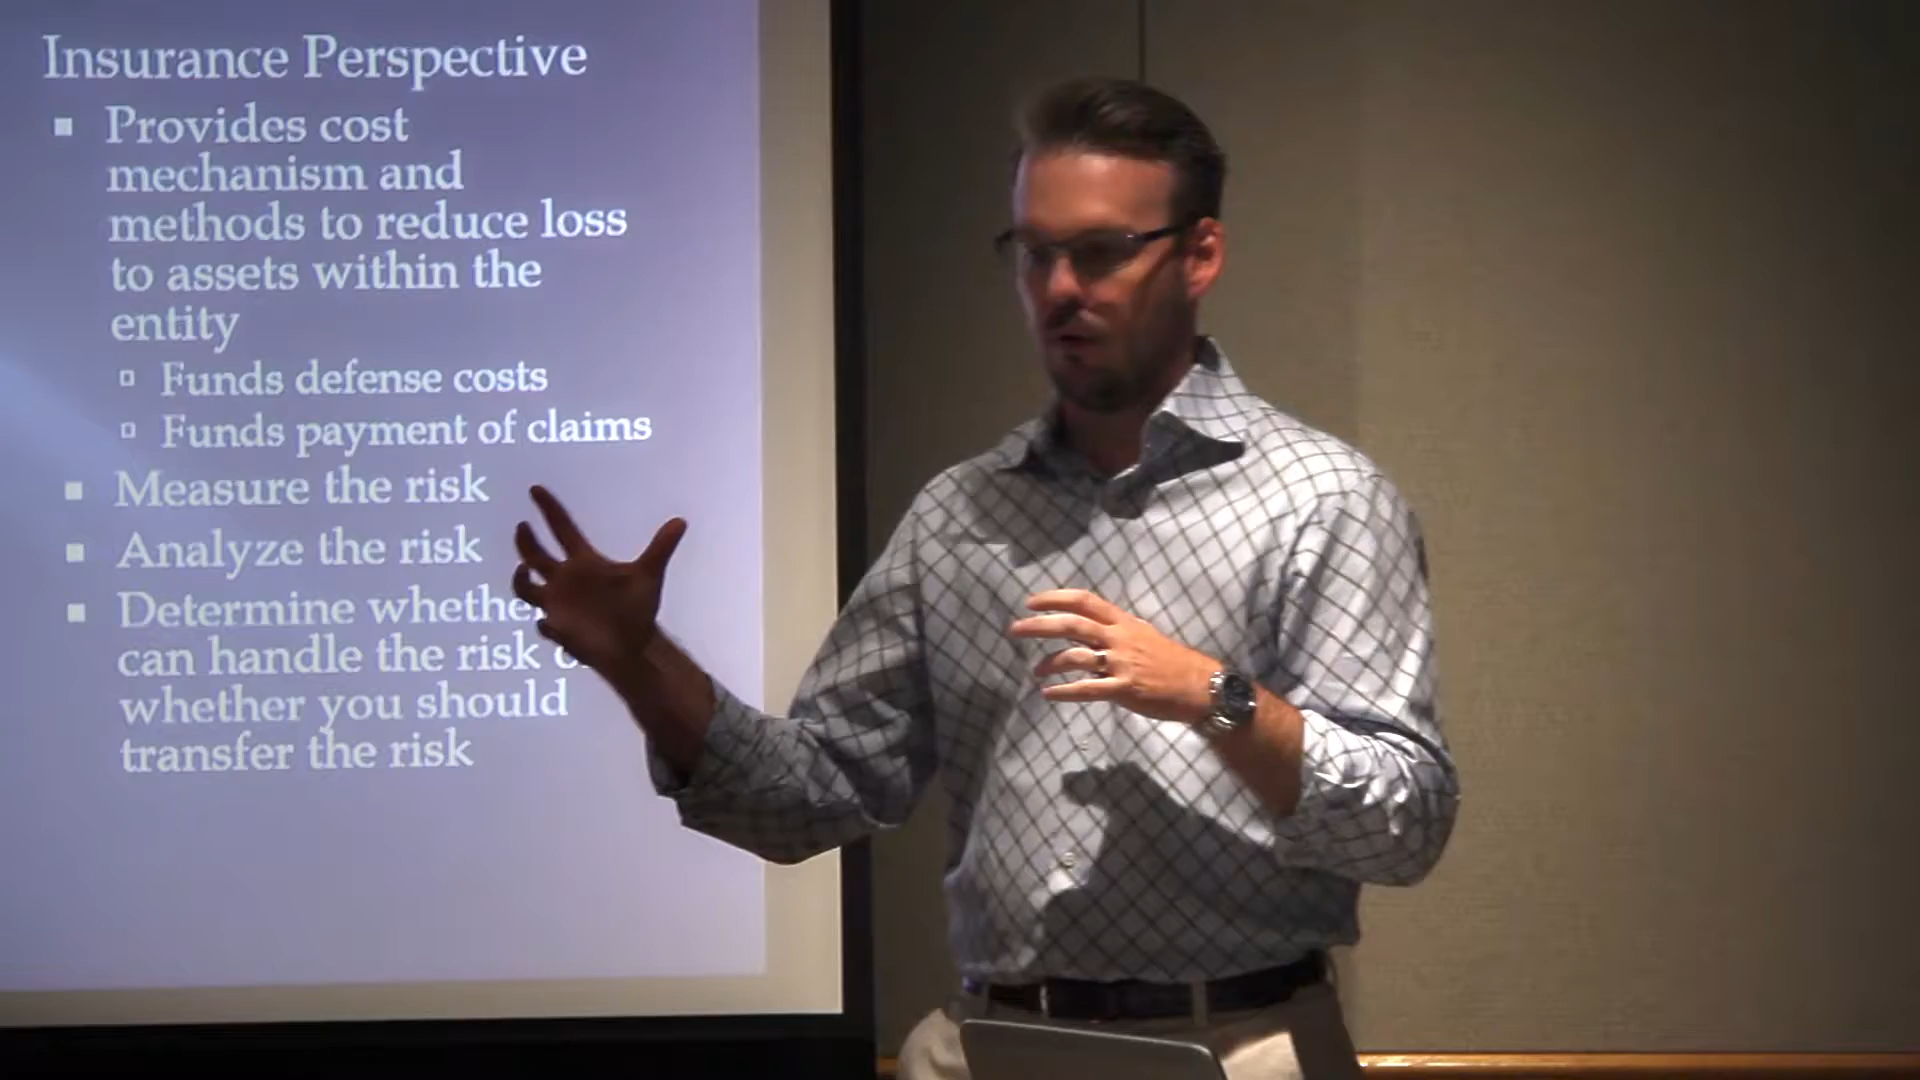 Insurance Perspective
▪ Provides cost
mechanism and
methods to reduce loss
to assets within the
entity
▫ Funds defense costs
▫ Funds payment of claims
▪ Measure the risk
▪ Analyze the risk
▪ Determine whether
can handle the risk
whether you should
transfer the risk